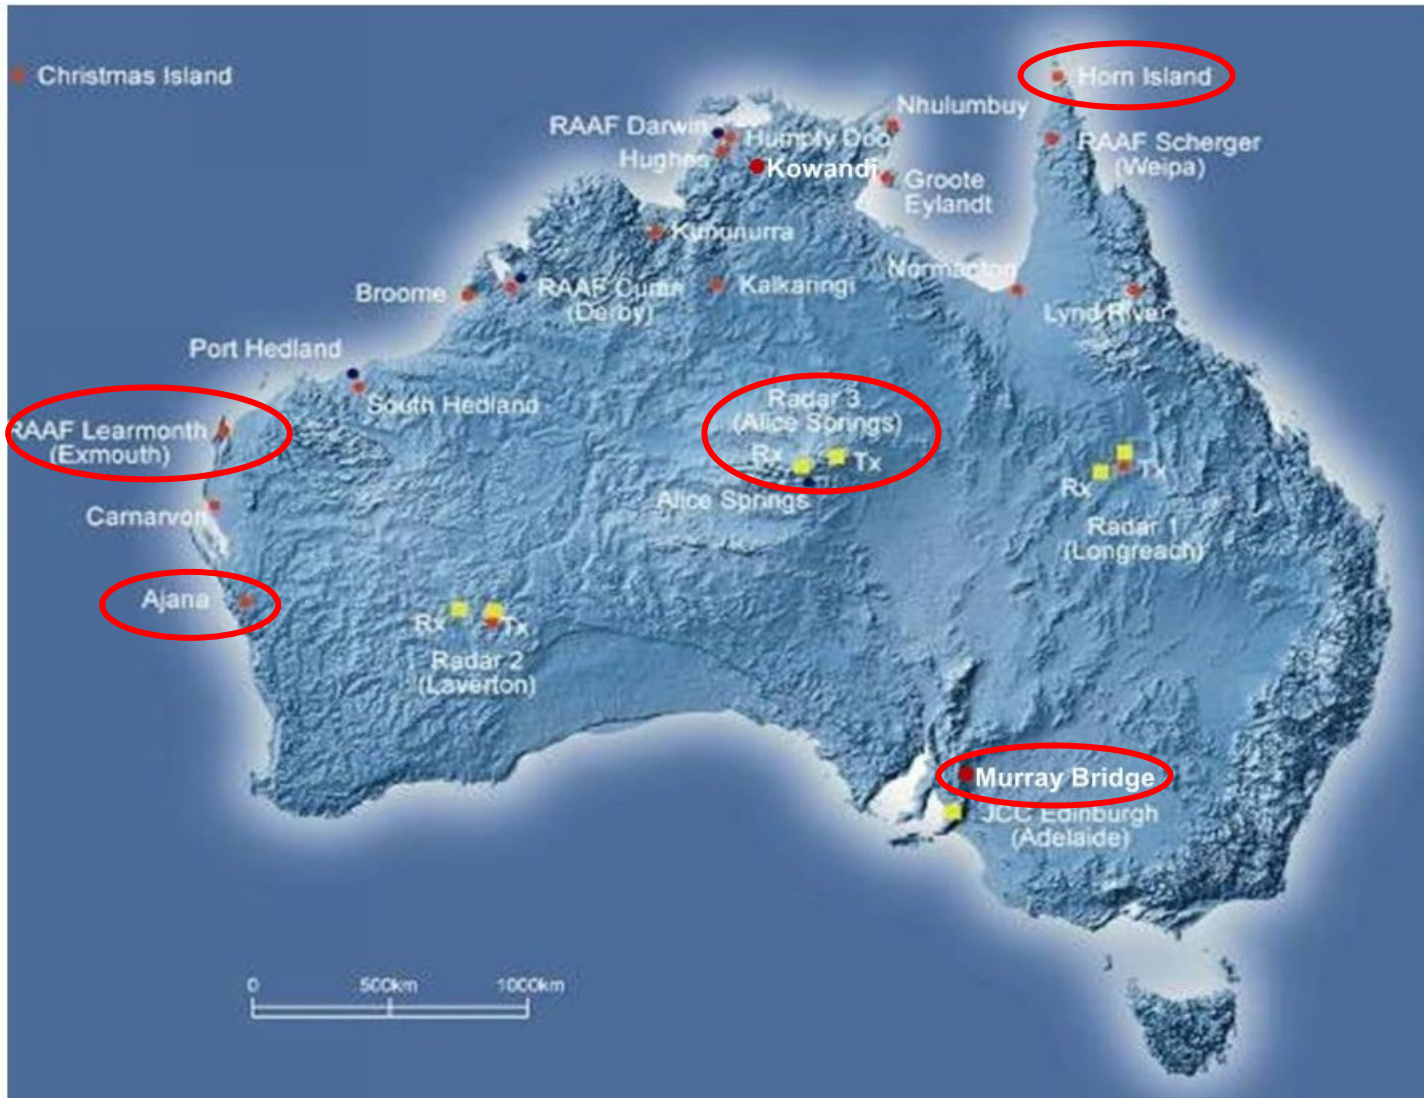 Christmas Island
Horn Island
Nhulumbuy
RAAF Darwin
Humpty Doo
Hughes
Kowandi
RAAF Scherger
(Weipa)
Groote
Eylandt
Kununurra
Normanton
Broome
RAAF Curtin
(Derby)
Kalkaringi
Lynd River
Port Hedland
South Hedland
Radar 3
(Alice Springs)
RAAF Learmonth
(Exmouth)
Rx
Tx
Alice Springs
Tx
Rx
Radar 1
(Longreach)
Carnarvon
Ajana
Rx
Tx
Radar 2
(Laverton)
Murray Bridge
JCC Edinburgh
(Adelaide)
0 500km 1000km